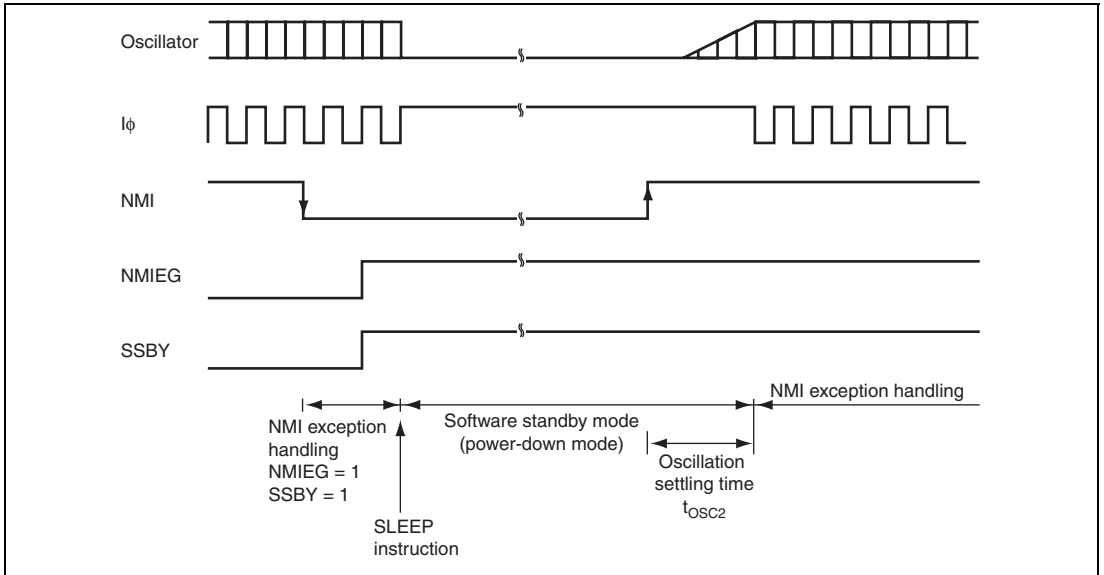 Oscillator
Iϕ
NMI
NMIEG
SSBY
NMI exception
handling
NMIEG = 1
SSBY = 1
SLEEP
instruction
Software standby mode
(power-down mode)
Oscillation
settling time
tOSC2
NMI exception handling